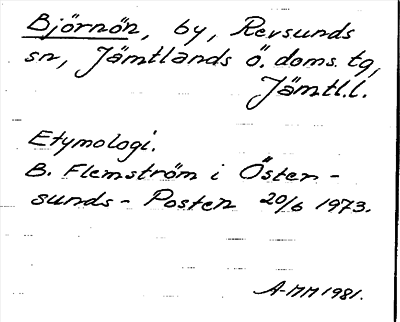 Björnön, by, Revsunds
sn, Jämtlands ö. doms. tg,
Jämtl.l.
Etymologi.
B. Flemström i Öster-
sunds-Posten 20/6 1973.
A-MM 1981.